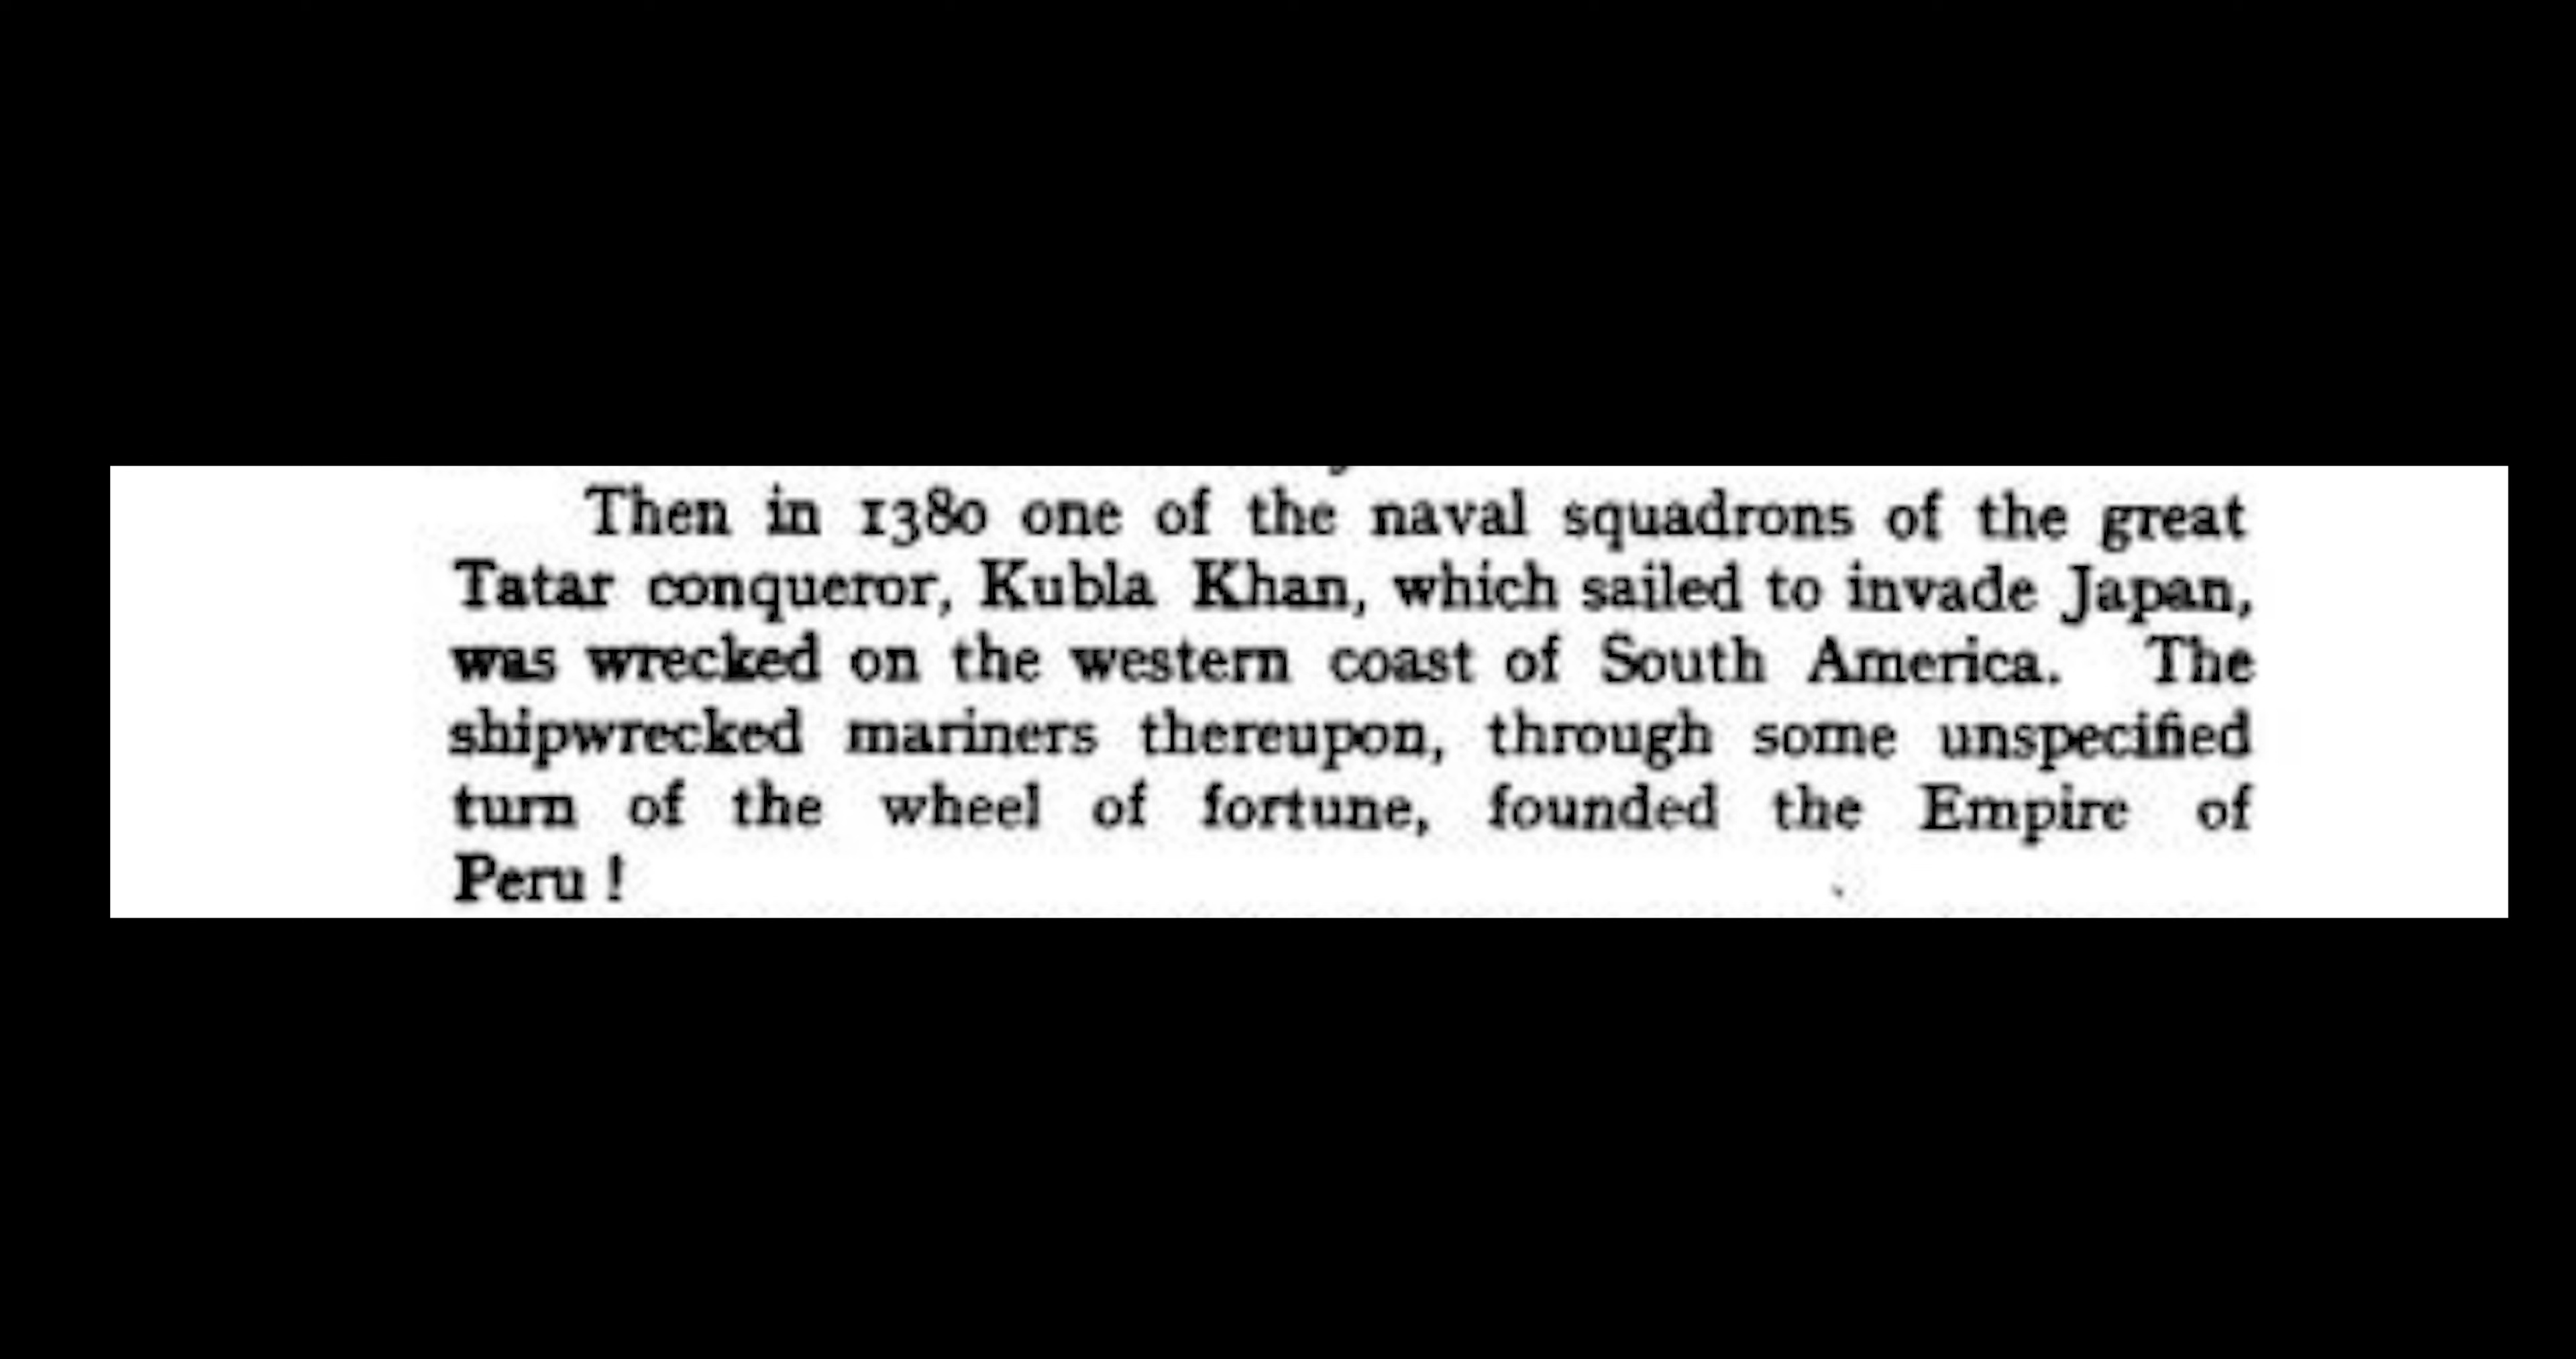 Then in 1380 one of the naval squadrons of the great
Tatar conqueror, Kubla Khan, which sailed to invade Japan,
was wrecked on the western coast of South America. The
shipwrecked mariners thereupon, through some unspecified
turn of the wheel of fortune, founded the Empire of
Peru !